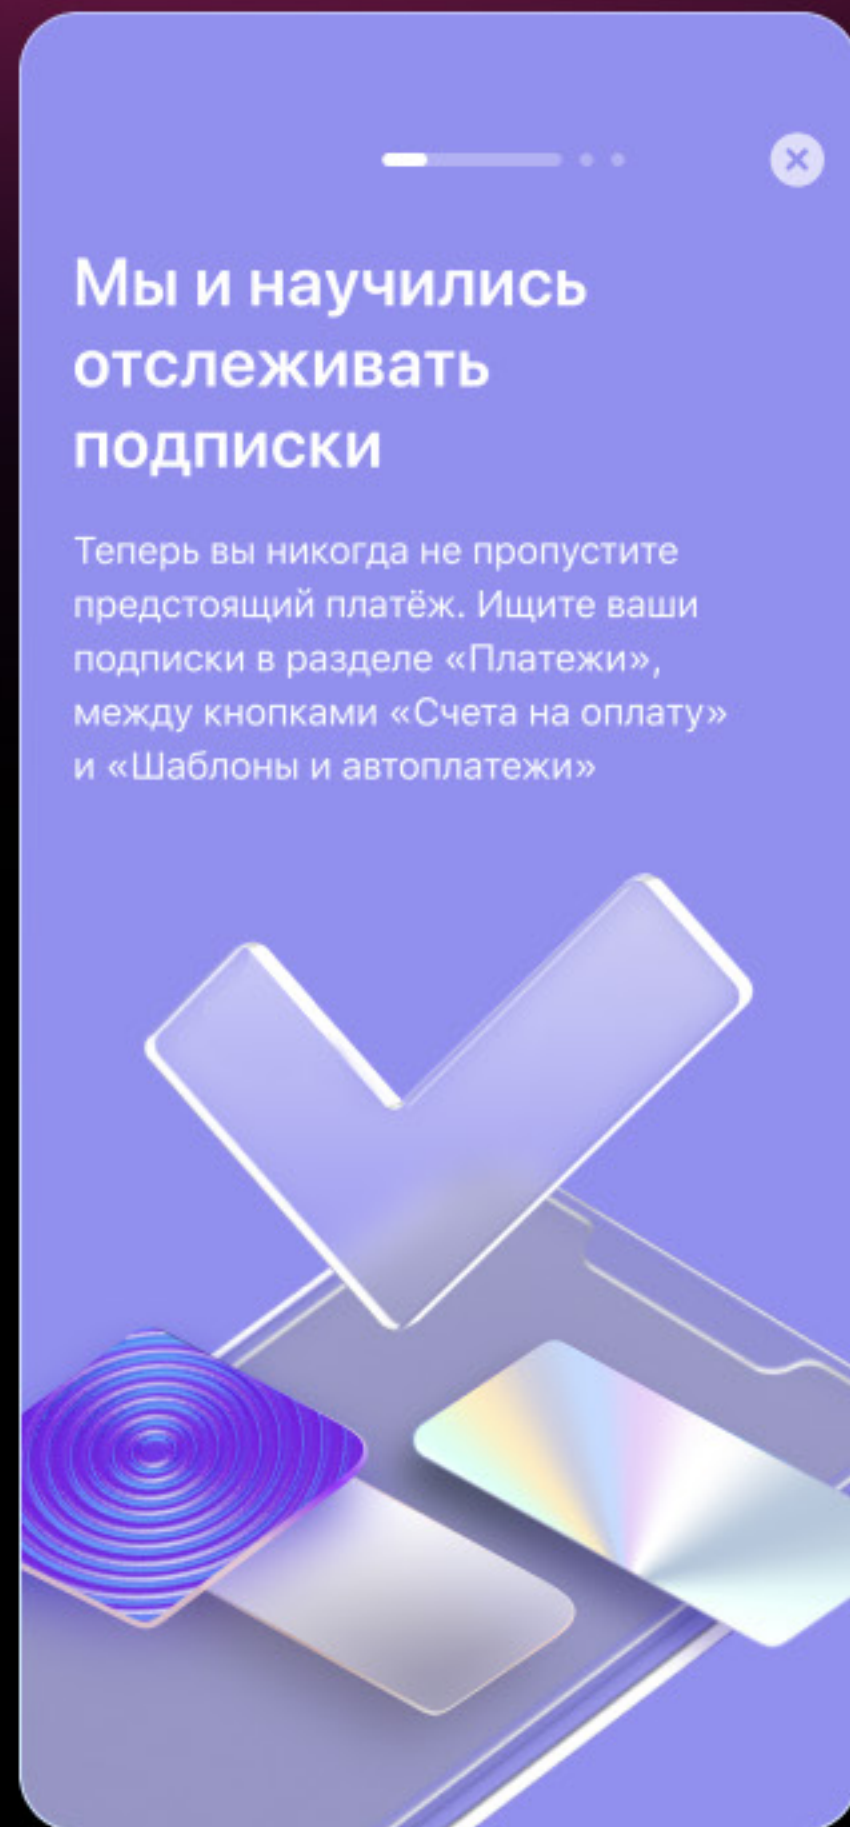 Мы и научились
отслеживать
подписки
Теперь вы никогда не пропустите
предстоящий платёж. Ищите ваши
подписки в разделе «Платежи»,
между кнопками «Счета на оплату»
и «Шаблоны и автоплатежи»